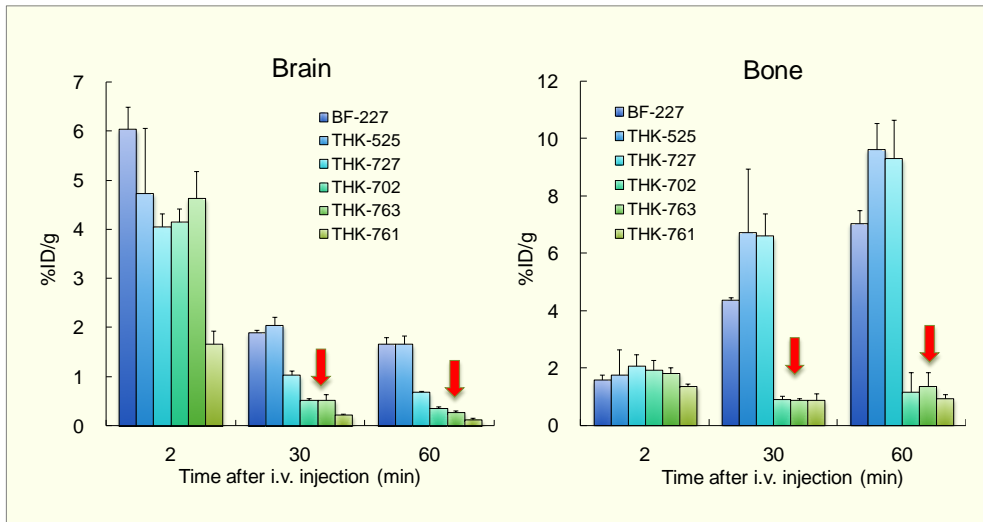 Brain
7
6
5
4
3
2
1
0
%ID/g
BF-227
THK-525
THK-727
THK-702
THK-763
THK-761
2
30
60
Time after i.v. injection (min)
Bone
12
10
8
6
4
2
0
%ID/g
BF-227
THK-525
THK-727
THK-702
THK-763
THK-761
2
30
60
Time after i.v. injection (min)